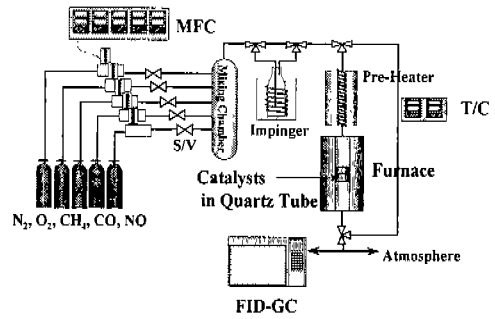 MFC
Mixing Chamber
Pre-Heater
T/C
Impinger
S/V
Furnace
Catalysts
in Quartz Tube
N₂, O₂, CH₄, CO, NO
Atmosphere
FID-GC